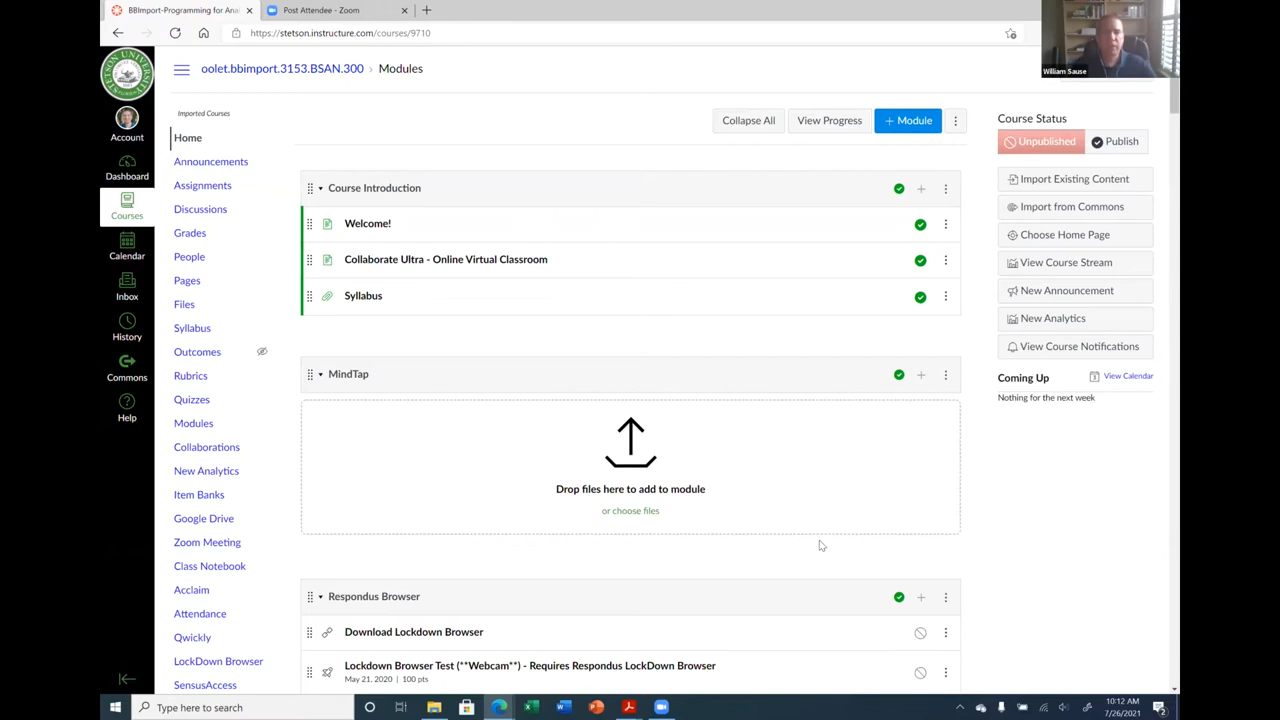 BBImport-Programming for Ana
Post Attendee - Zoom
https://stetson.instructure.com/courses/9710
William Sause
STETSON UNIVERSITY
oolet.bbimport.3153.BSAN.300 › Modules
Account
Dashboard
Courses
Calendar
Inbox
History
Commons
Help
Imported Courses
Home
Announcements
Assignments
Discussions
Grades
People
Pages
Files
Syllabus
Outcomes
Rubrics
Quizzes
Modules
Collaborations
New Analytics
Item Banks
Google Drive
Zoom Meeting
Class Notebook
Acclaim
Attendance
Qwickly
LockDown Browser
SensusAccess
Collapse All
View Progress
+ Module
Course Introduction
Welcome!
Collaborate Ultra - Online Virtual Classroom
Syllabus
MindTap
Drop files here to add to module
or choose files
Respondus Browser
Download Lockdown Browser
Lockdown Browser Test (**Webcam**) - Requires Respondus LockDown Browser
May 21, 2020 | 100 pts
Course Status
Unpublished
Publish
Import Existing Content
Import from Commons
Choose Home Page
View Course Stream
New Announcement
New Analytics
View Course Notifications
Coming Up
View Calendar
Nothing for the next week
Type here to search
10:12 AM
7/26/2021
2